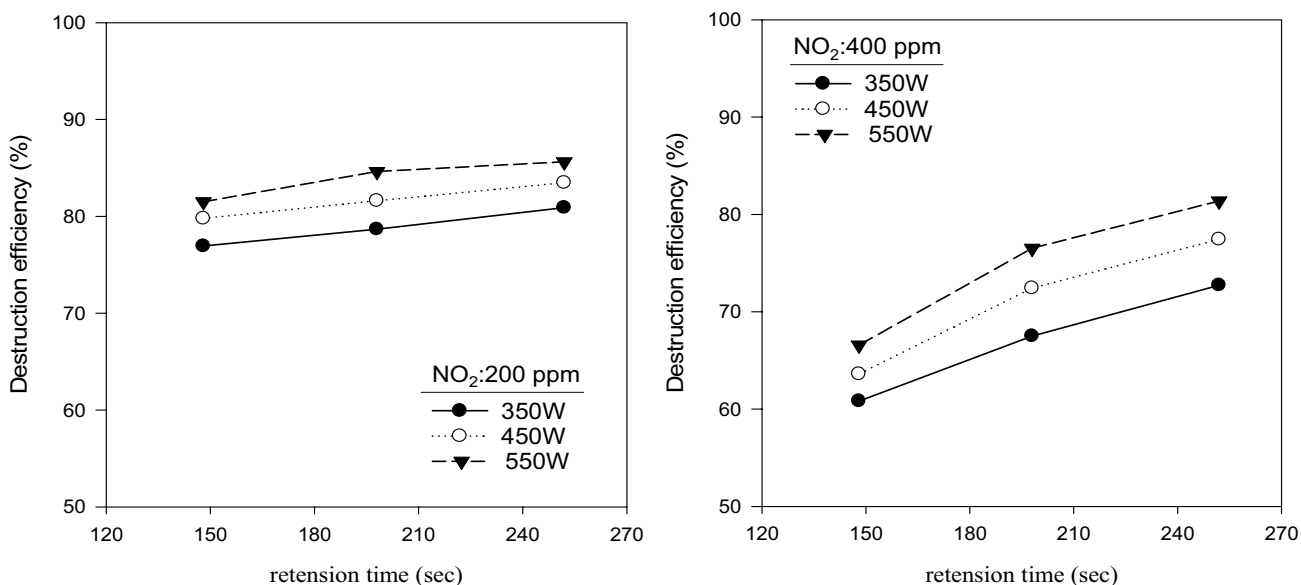 100
90
80
70
60
50
Destruction efficiency (%)
NO₂:200 ppm
350W
450W
550W
120 150 180 210 240 270
retension time (sec)
100
90
80
70
60
50
Destruction efficiency (%)
NO₂:400 ppm
350W
450W
550W
120 150 180 210 240 270
retension time (sec)